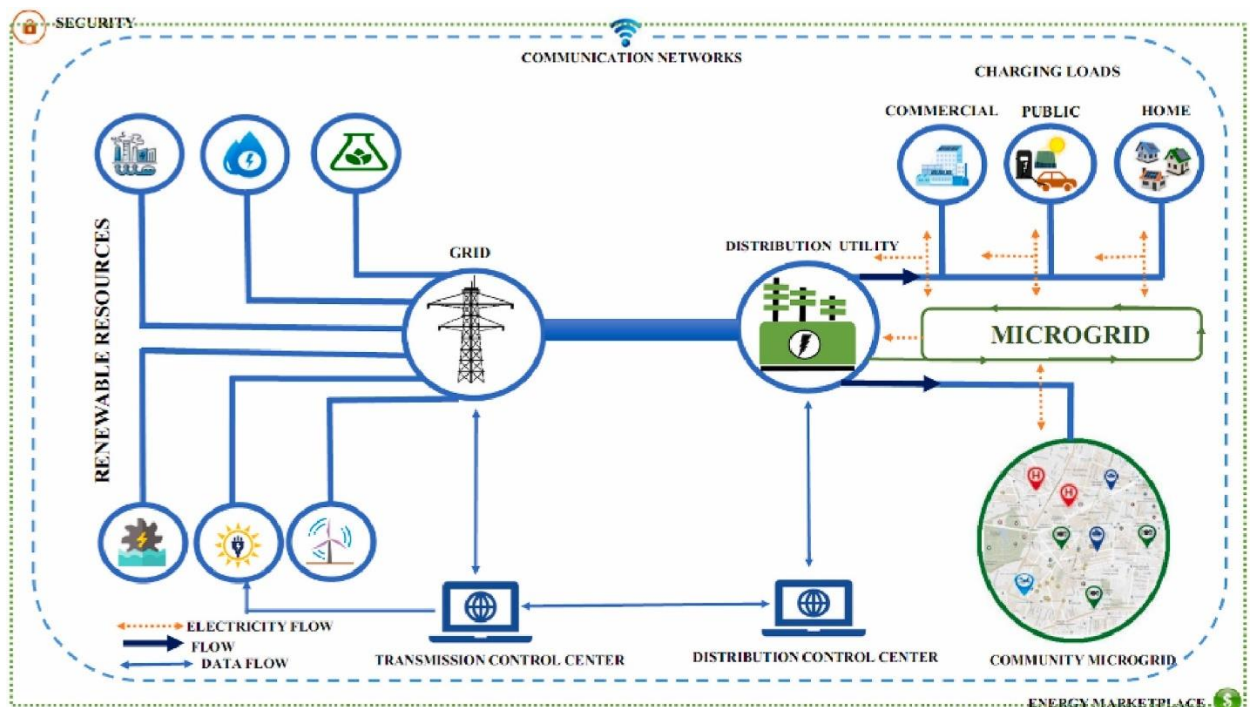 SECURITY
COMMUNICATION NETWORKS
CHARGING LOADS
COMMERCIAL
PUBLIC
HOME
RENEWABLE RESOURCES
GRID
DISTRIBUTION UTILITY
MICROGRID
H
H
ELECTRICITY FLOW
FLOW
DATA FLOW
TRANSMISSION CONTROL CENTER
DISTRIBUTION CONTROL CENTER
COMMUNITY MICROGRID
ENERGY MARKETPLACE
$